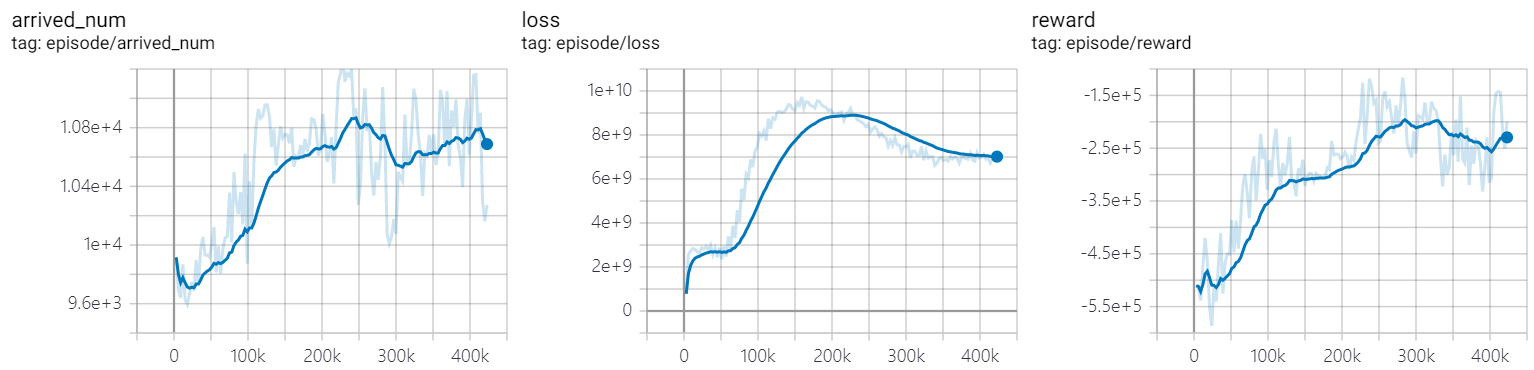 arrived_num
tag: episode/arrived_num
1.08e+4
1.04e+4
1e+4
9.6e+3
0 100k 200k 300k 400k
loss
tag: episode/loss
1e+10
8e+9
6e+9
4e+9
2e+9
0
0 100k 200k 300k 400k
reward
tag: episode/reward
-1.5e+5
-2.5e+5
-3.5e+5
-4.5e+5
-5.5e+5
0 100k 200k 300k 400k